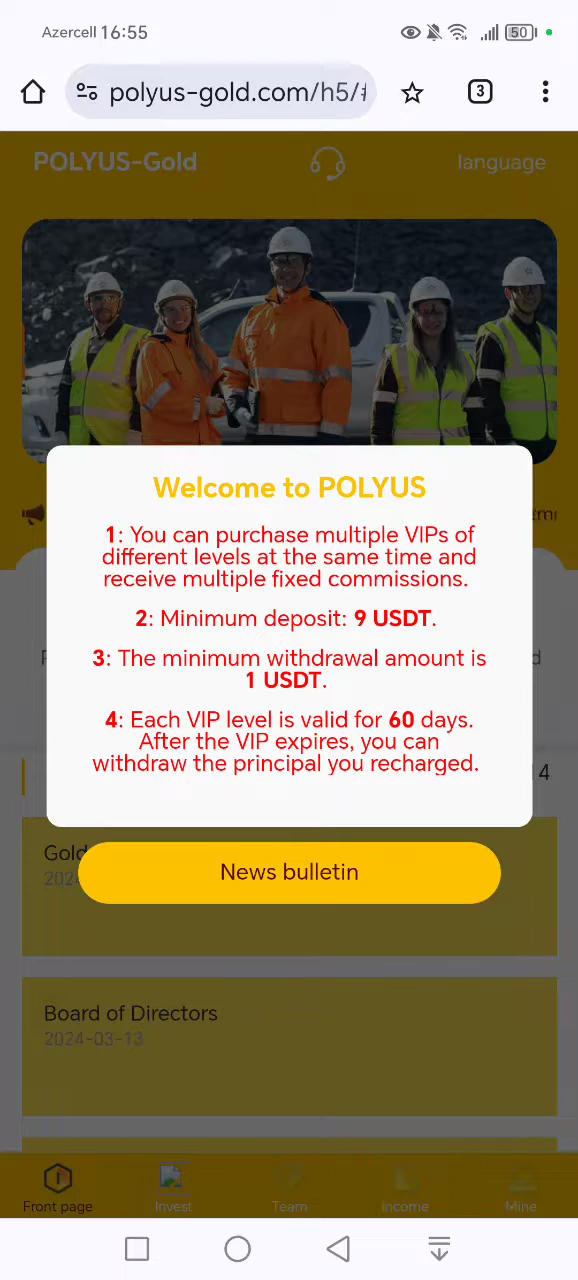 Azercell 16:55
50
polyus-gold.com/h5/#
3
POLYUS-Gold
language
Welcome to POLYUS
1: You can purchase multiple VIPs of
different levels at the same time and
receive multiple fixed commissions.
2: Minimum deposit: 9 USDT.
3: The minimum withdrawal amount is
1 USDT.
4: Each VIP level is valid for 60 days.
After the VIP expires, you can
withdraw the principal you recharged.
4
Gold
2024
News bulletin
Board of Directors
2024-03-13
Front page
Invest
Team
Income
Mine